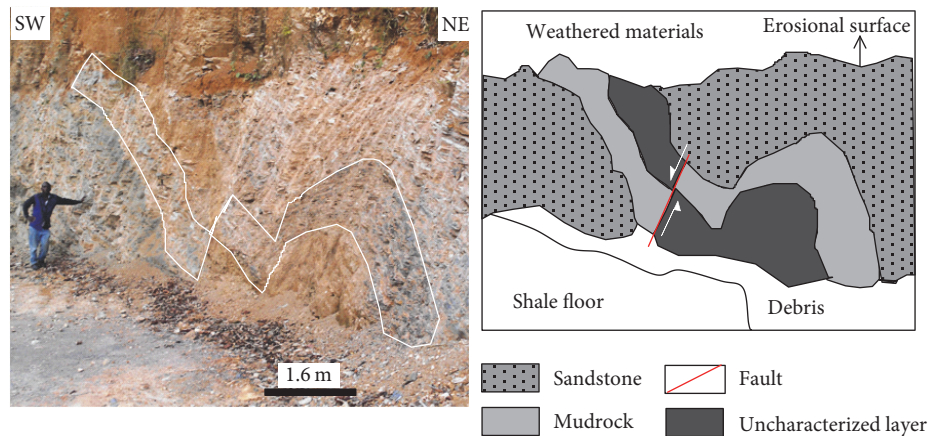 SW
NE
1.6 m
Weathered materials
Erosional surface
Shale floor
Debris
Sandstone
Fault
Mudrock
Uncharacterized layer